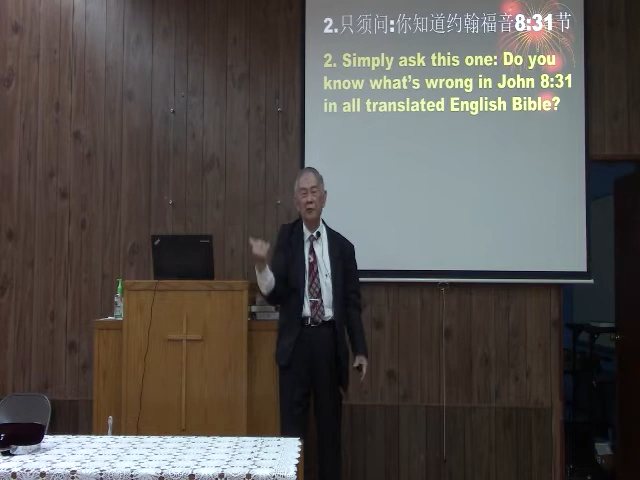 2.只须问:你知道约翰福音8:31节
2. Simply ask this one: Do you
know what's wrong in John 8:31
in all translated English Bible?